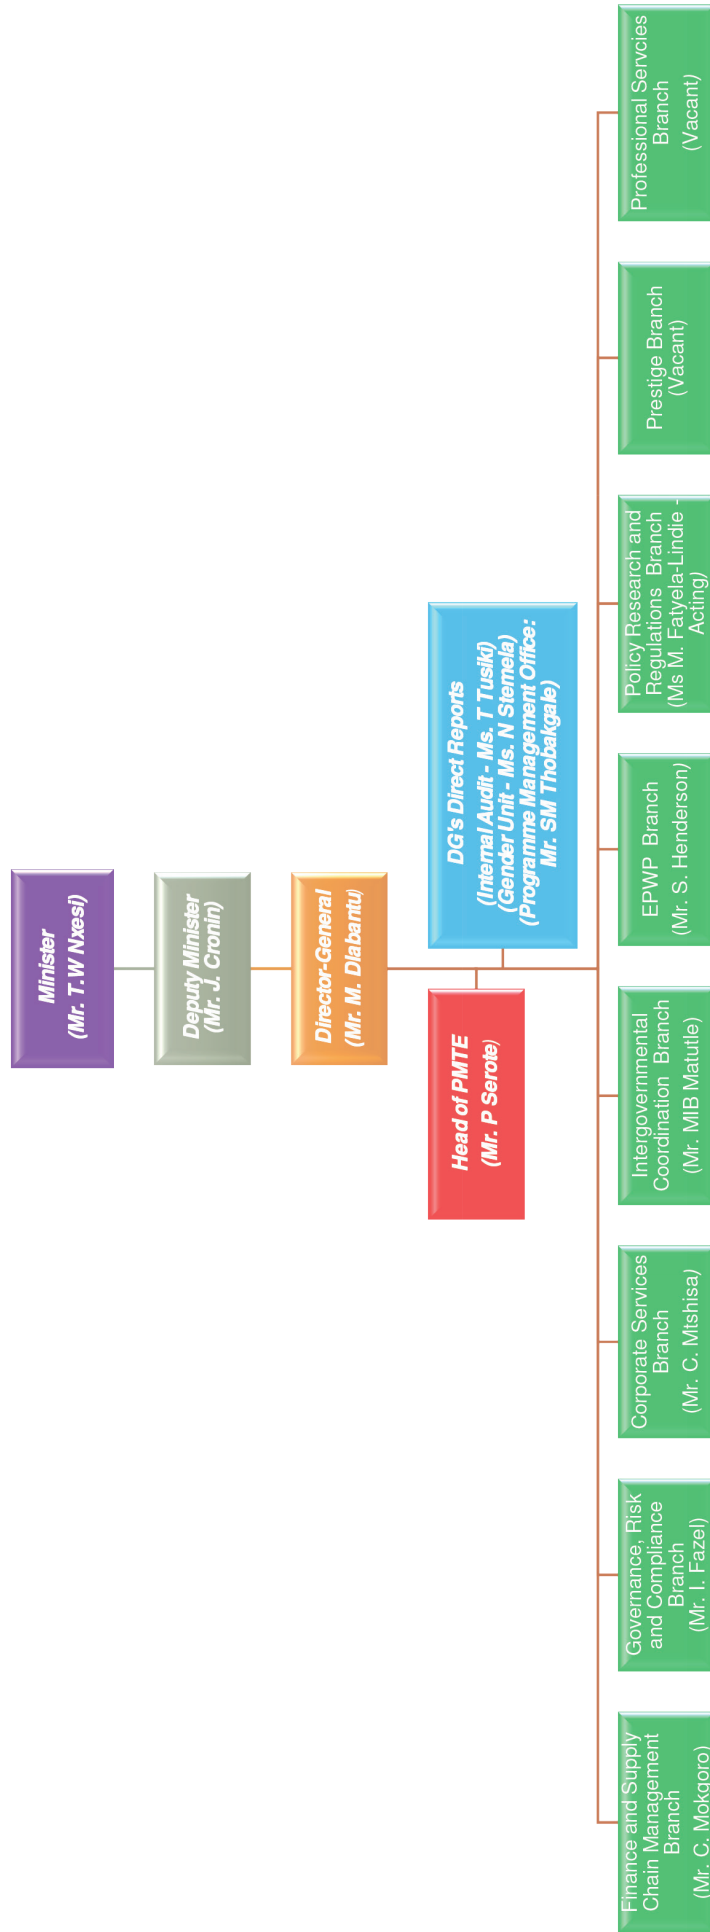 Minister
(Mr. T.W Nxesi)
Deputy Minister
(Mr. J. Cronin)
Director-General
(Mr. M. Dlabantu)
Head of PMTE
(Mr. P Serote)
DG's Direct Reports
(Internal Audit - Ms. T Tusiki)
(Gender Unit - Ms. N Stemela)
(Programme Management Office:
Mr. SM Thobakgale)
Finance and Supply
Chain Management
Branch
(Mr. C. Mokgoro)
Governance, Risk
and Compliance
Branch
(Mr. I. Fazel)
Corporate Services
Branch
(Mr. C. Mtshisa)
Intergovernmental
Coordination Branch
(Mr. MIB Matutle)
EPWP Branch
(Mr. S. Henderson)
Policy Research and
Regulations Branch
(Ms M. Fatyela-Lindie -
Acting)
Prestige Branch
(Vacant)
Professional Servcies
Branch
(Vacant)